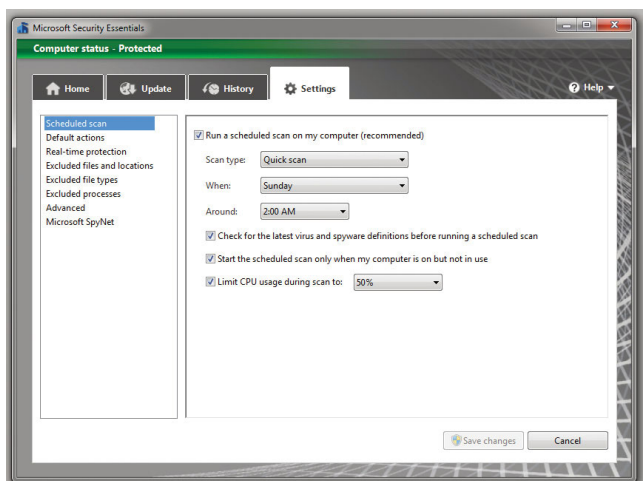 Microsoft Security Essentials
Computer status - Protected
Home Update History Settings Help
Scheduled scan
Default actions
Real-time protection
Excluded files and locations
Excluded file types
Excluded processes
Advanced
Microsoft SpyNet
Run a scheduled scan on my computer (recommended)
Scan type: Quick scan
When: Sunday
Around: 2:00 AM
Check for the latest virus and spyware definitions before running a scheduled scan
Start the scheduled scan only when my computer is on but not in use
Limit CPU usage during scan to: 50%
Save changes Cancel